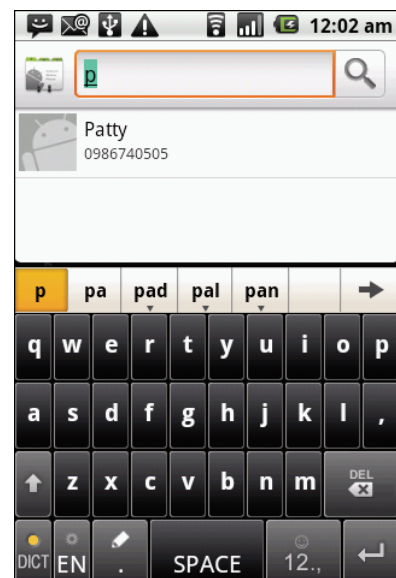 12:02 am
p
Patty
0986740505
p pa pad pal pan
q w e r t y u i o p
a s d f g h j k l ,
z x c v b n m DEL
DICT EN . SPACE 12.,